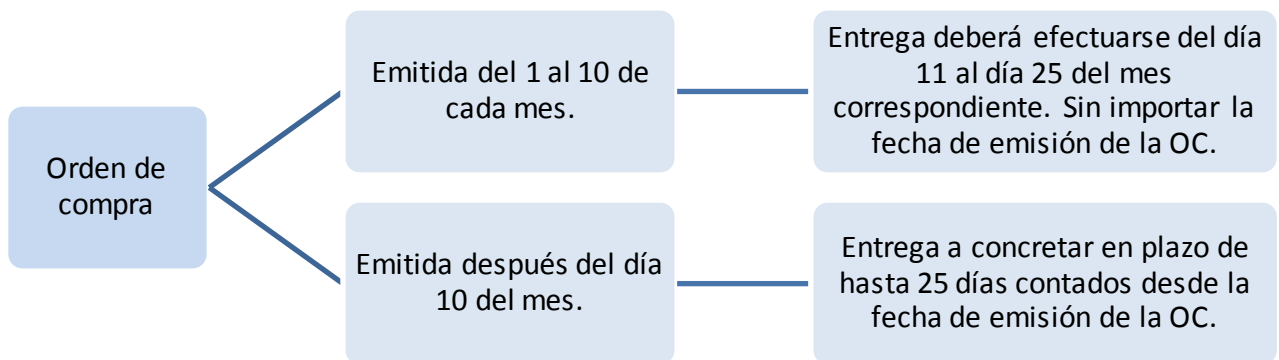 Orden de
compra
Emitida del 1 al 10 de
cada mes.
Entrega deberá efectuarse del día
11 al día 25 del mes
correspondiente. Sin importar la
fecha de emisión de la OC.
Emitida después del día
10 del mes.
Entrega a concretar en plazo de
hasta 25 días contados desde la
fecha de emisión de la OC.